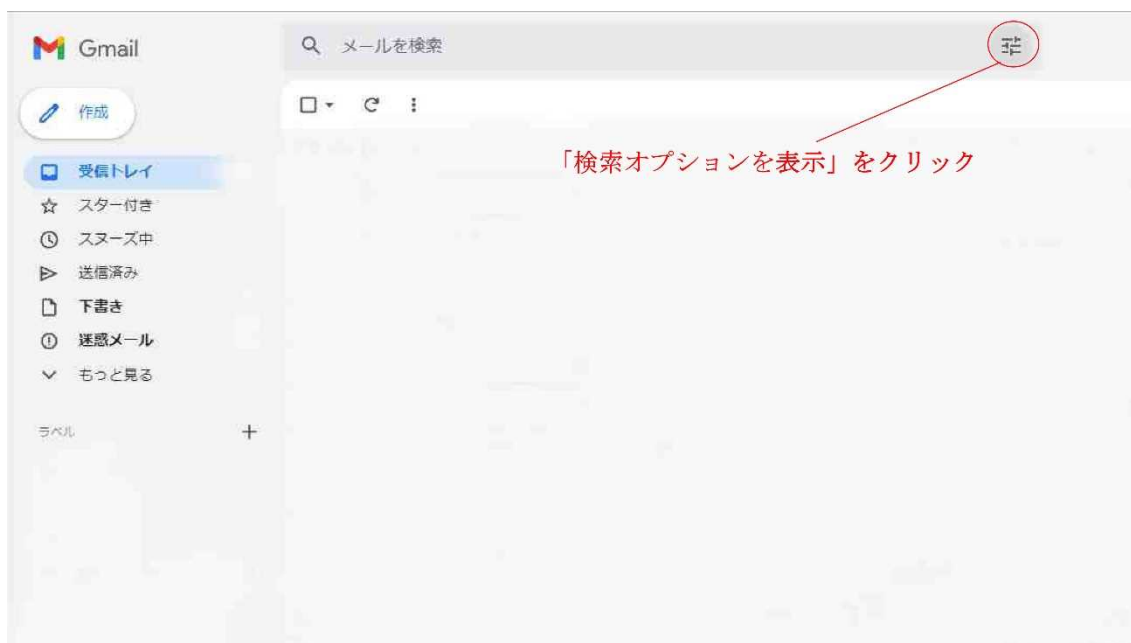 Gmail
メールを検索
作成
「検索オプションを表示」をクリック
受信トレイ
スター付き
スヌーズ中
送信済み
下書き
迷惑メール
もっと見る
ラベル